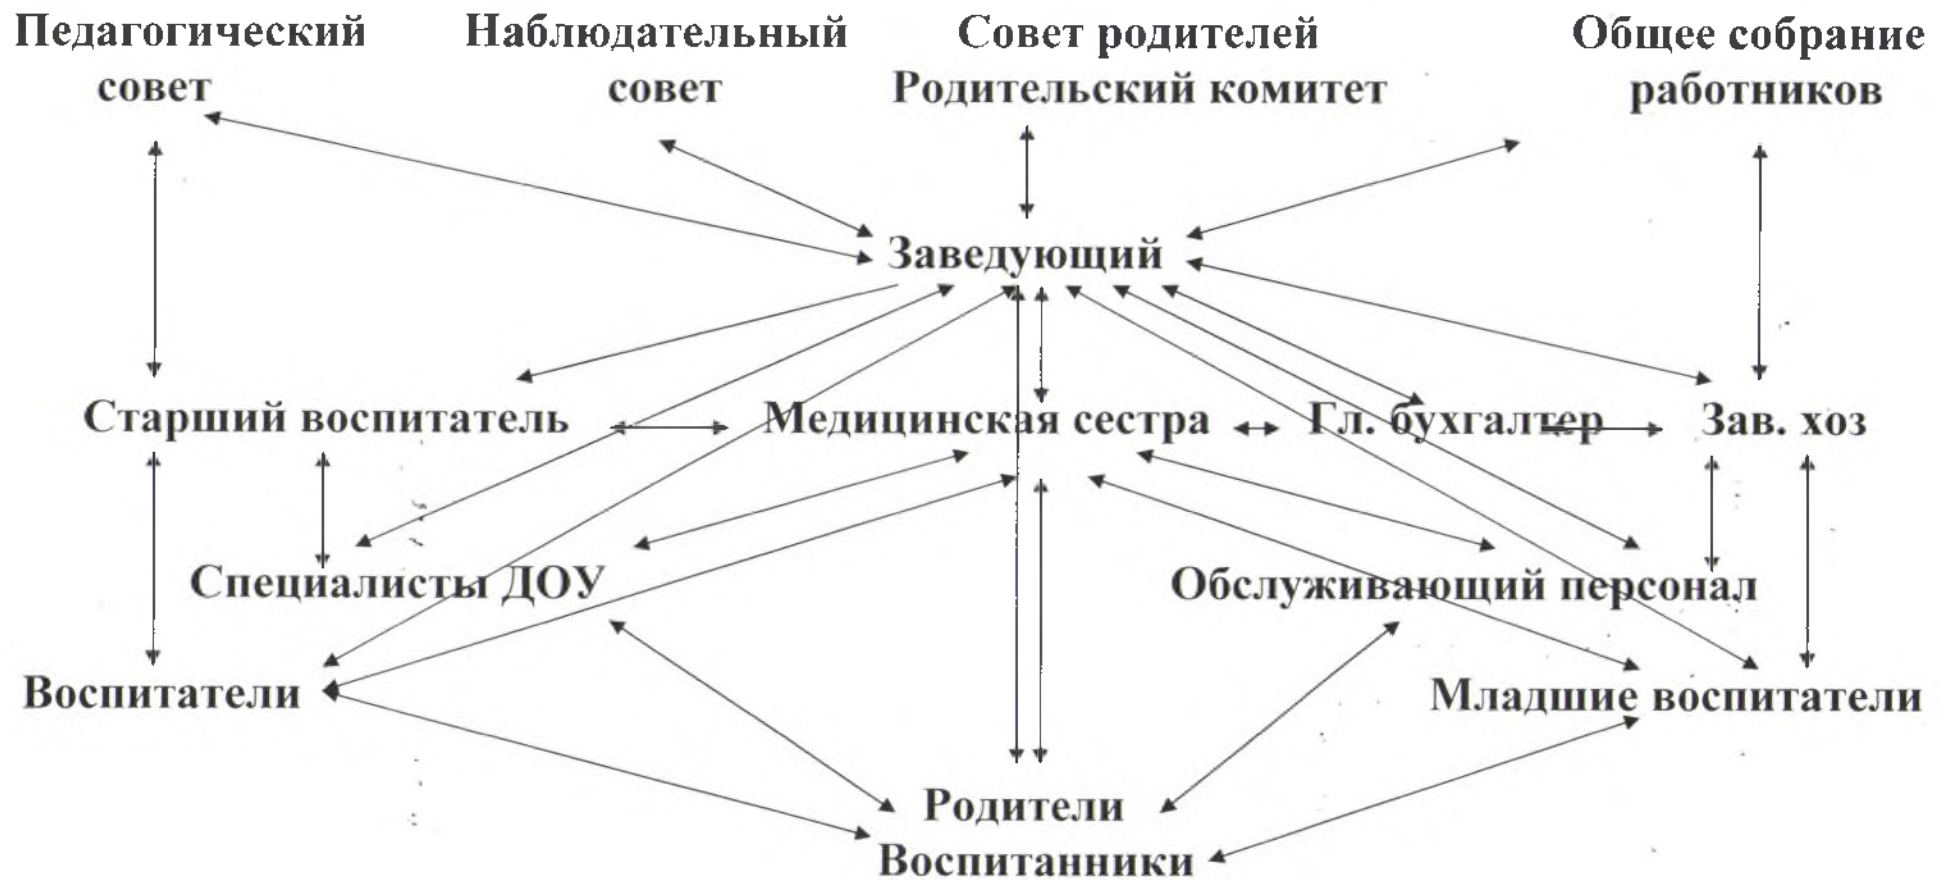 Педагогический
совет
Наблюдательный
совет
Совет родителей
Родительский комитет
Общее собрание
работников
Заведующий
Старший воспитатель
Медицинская сестра
Гл. бухгалтер
Зав. хоз
Специалисты ДОУ
Обслуживающий персонал
Воспитатели
Младшие воспитатели
Родители
Воспитанники